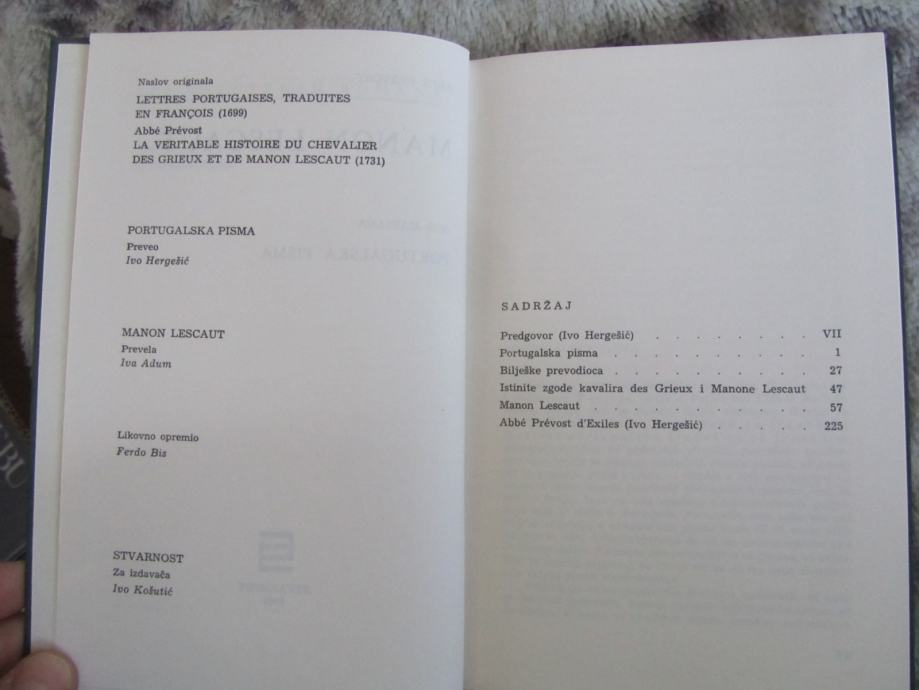 Naslov originala
LETTRES PORTUGAISES, TRADUITES
EN FRANÇOIS (1699)
Abbé Prévost
LA VERITABLE HISTOIRE DU CHEVALIER
DES GRIEUX ET DE MANON LESCAUT (1731)
PORTUGALSKA PISMA
Preveo
Ivo Hergešić
MANON LESCAUT
Prevela
Iva Adum
Likovno opremio
Ferdo Bis
STVARNOST
Za izdavača
Ivo Košutić
SADRŽAJ
Predgovor (Ivo Hergešić) . . . . . . . . VII
Portugalska pisma . . . . . . . . . . 1
Bilješke prevodioca . . . . . . . . . . 27
Istinite zgode kavalira des Grieux i Manone Lescaut 47
Manon Lescaut . . . . . . . . . . . 57
Abbé Prévost d'Exiles (Ivo Hergešić) . . . . . 225